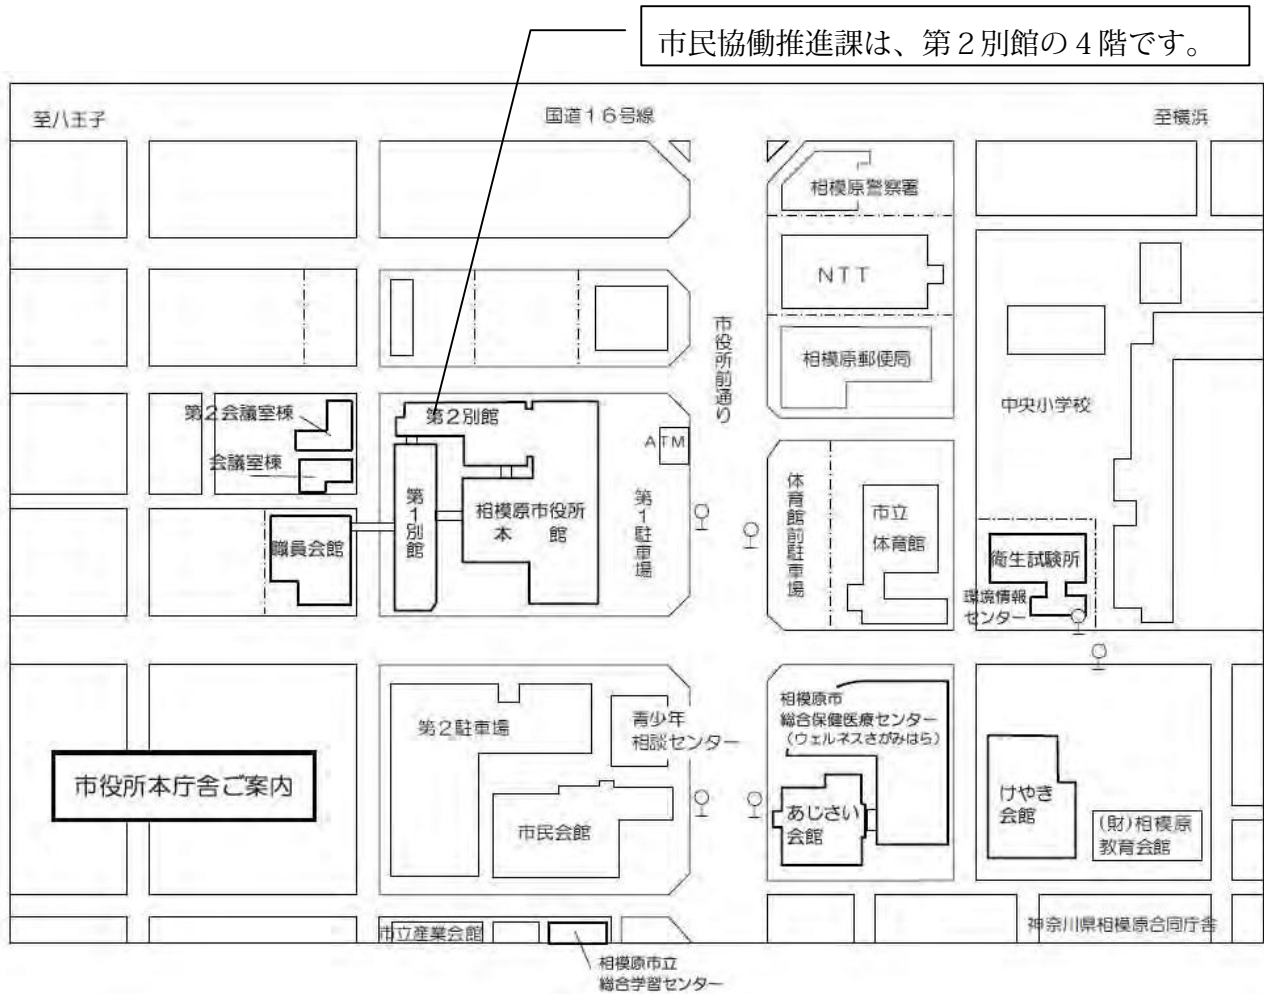 市民協働推進課は、第２別館の４階です。
至八王子
国道１６号線
至横浜
相模原警察署
ＮＴＴ
市役所前通り
相模原郵便局
中央小学校
第２会議室棟
会議室棟
第２別館
ＡＴＭ
第１別館
相模原市役所
本　館
第１駐車場
体育館前駐車場
市立
体育館
職員会館
衛生試験所
環境情報
センター
第２駐車場
青少年
相談センター
相模原市
総合保健医療センター
（ウェルネスさがみはら）
市役所本庁舎ご案内
市民会館
あじさい
会館
けやき
会館
(財)相模原
教育会館
市立産業会館
神奈川県相模原合同庁舎
相模原市立
総合学習センター